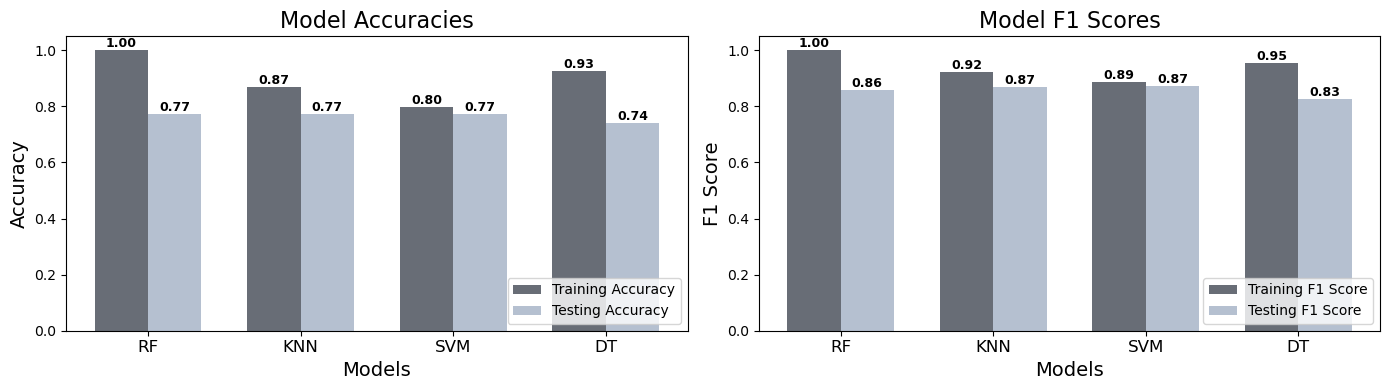 Model Accuracies
Accuracy
1.0
0.8
0.6
0.4
0.2
0.0
1.00
0.77
0.87
0.77
0.80
0.77
0.93
0.74
Training Accuracy
Testing Accuracy
RF KNN SVM DT
Models
Model F1 Scores
F1 Score
1.0
0.8
0.6
0.4
0.2
0.0
1.00
0.86
0.92
0.87
0.89
0.87
0.95
0.83
Training F1 Score
Testing F1 Score
RF KNN SVM DT
Models